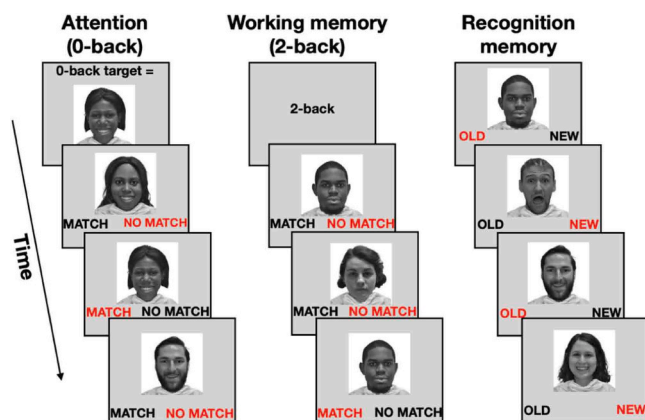 Attention
(0-back)
0-back target =
MATCH NO MATCH
MATCH NO MATCH
MATCH NO MATCH
Working memory
(2-back)
2-back
MATCH NO MATCH
MATCH NO MATCH
MATCH NO MATCH
Recognition
memory
OLD NEW
OLD NEW
OLD NEW
OLD NEW
Time